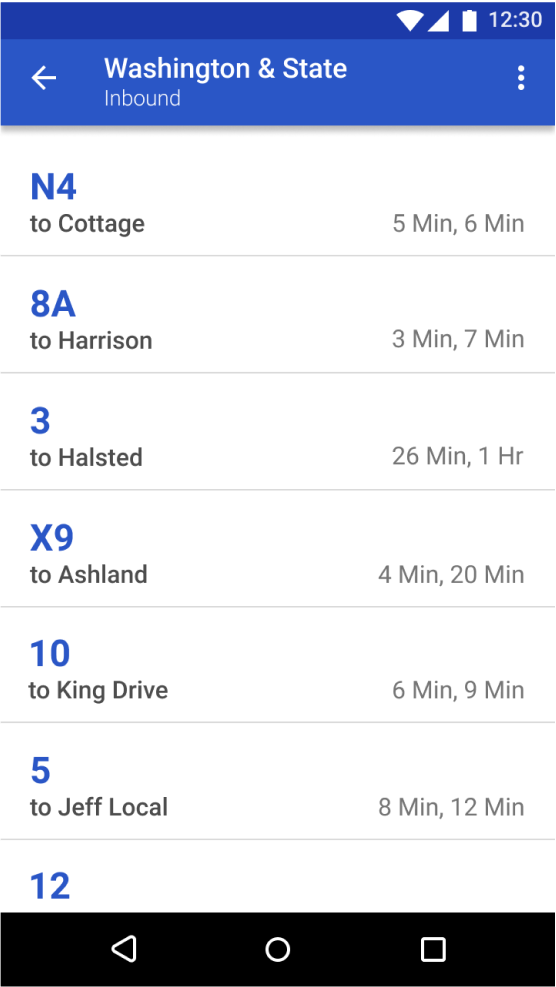 12:30
Washington & State
Inbound
N4
to Cottage 5 Min, 6 Min
8A
to Harrison 3 Min, 7 Min
3
to Halsted 26 Min, 1 Hr
X9
to Ashland 4 Min, 20 Min
10
to King Drive 6 Min, 9 Min
5
to Jeff Local 8 Min, 12 Min
12